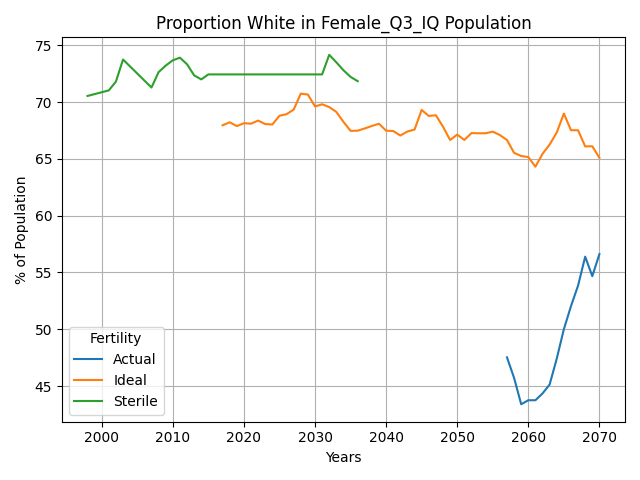 Proportion White in Female_Q3_IQ Population
% of Population
75
70
65
60
55
50
45
Fertility
Actual
Ideal
Sterile
2000 2010 2020 2030 2040 2050 2060 2070
Years